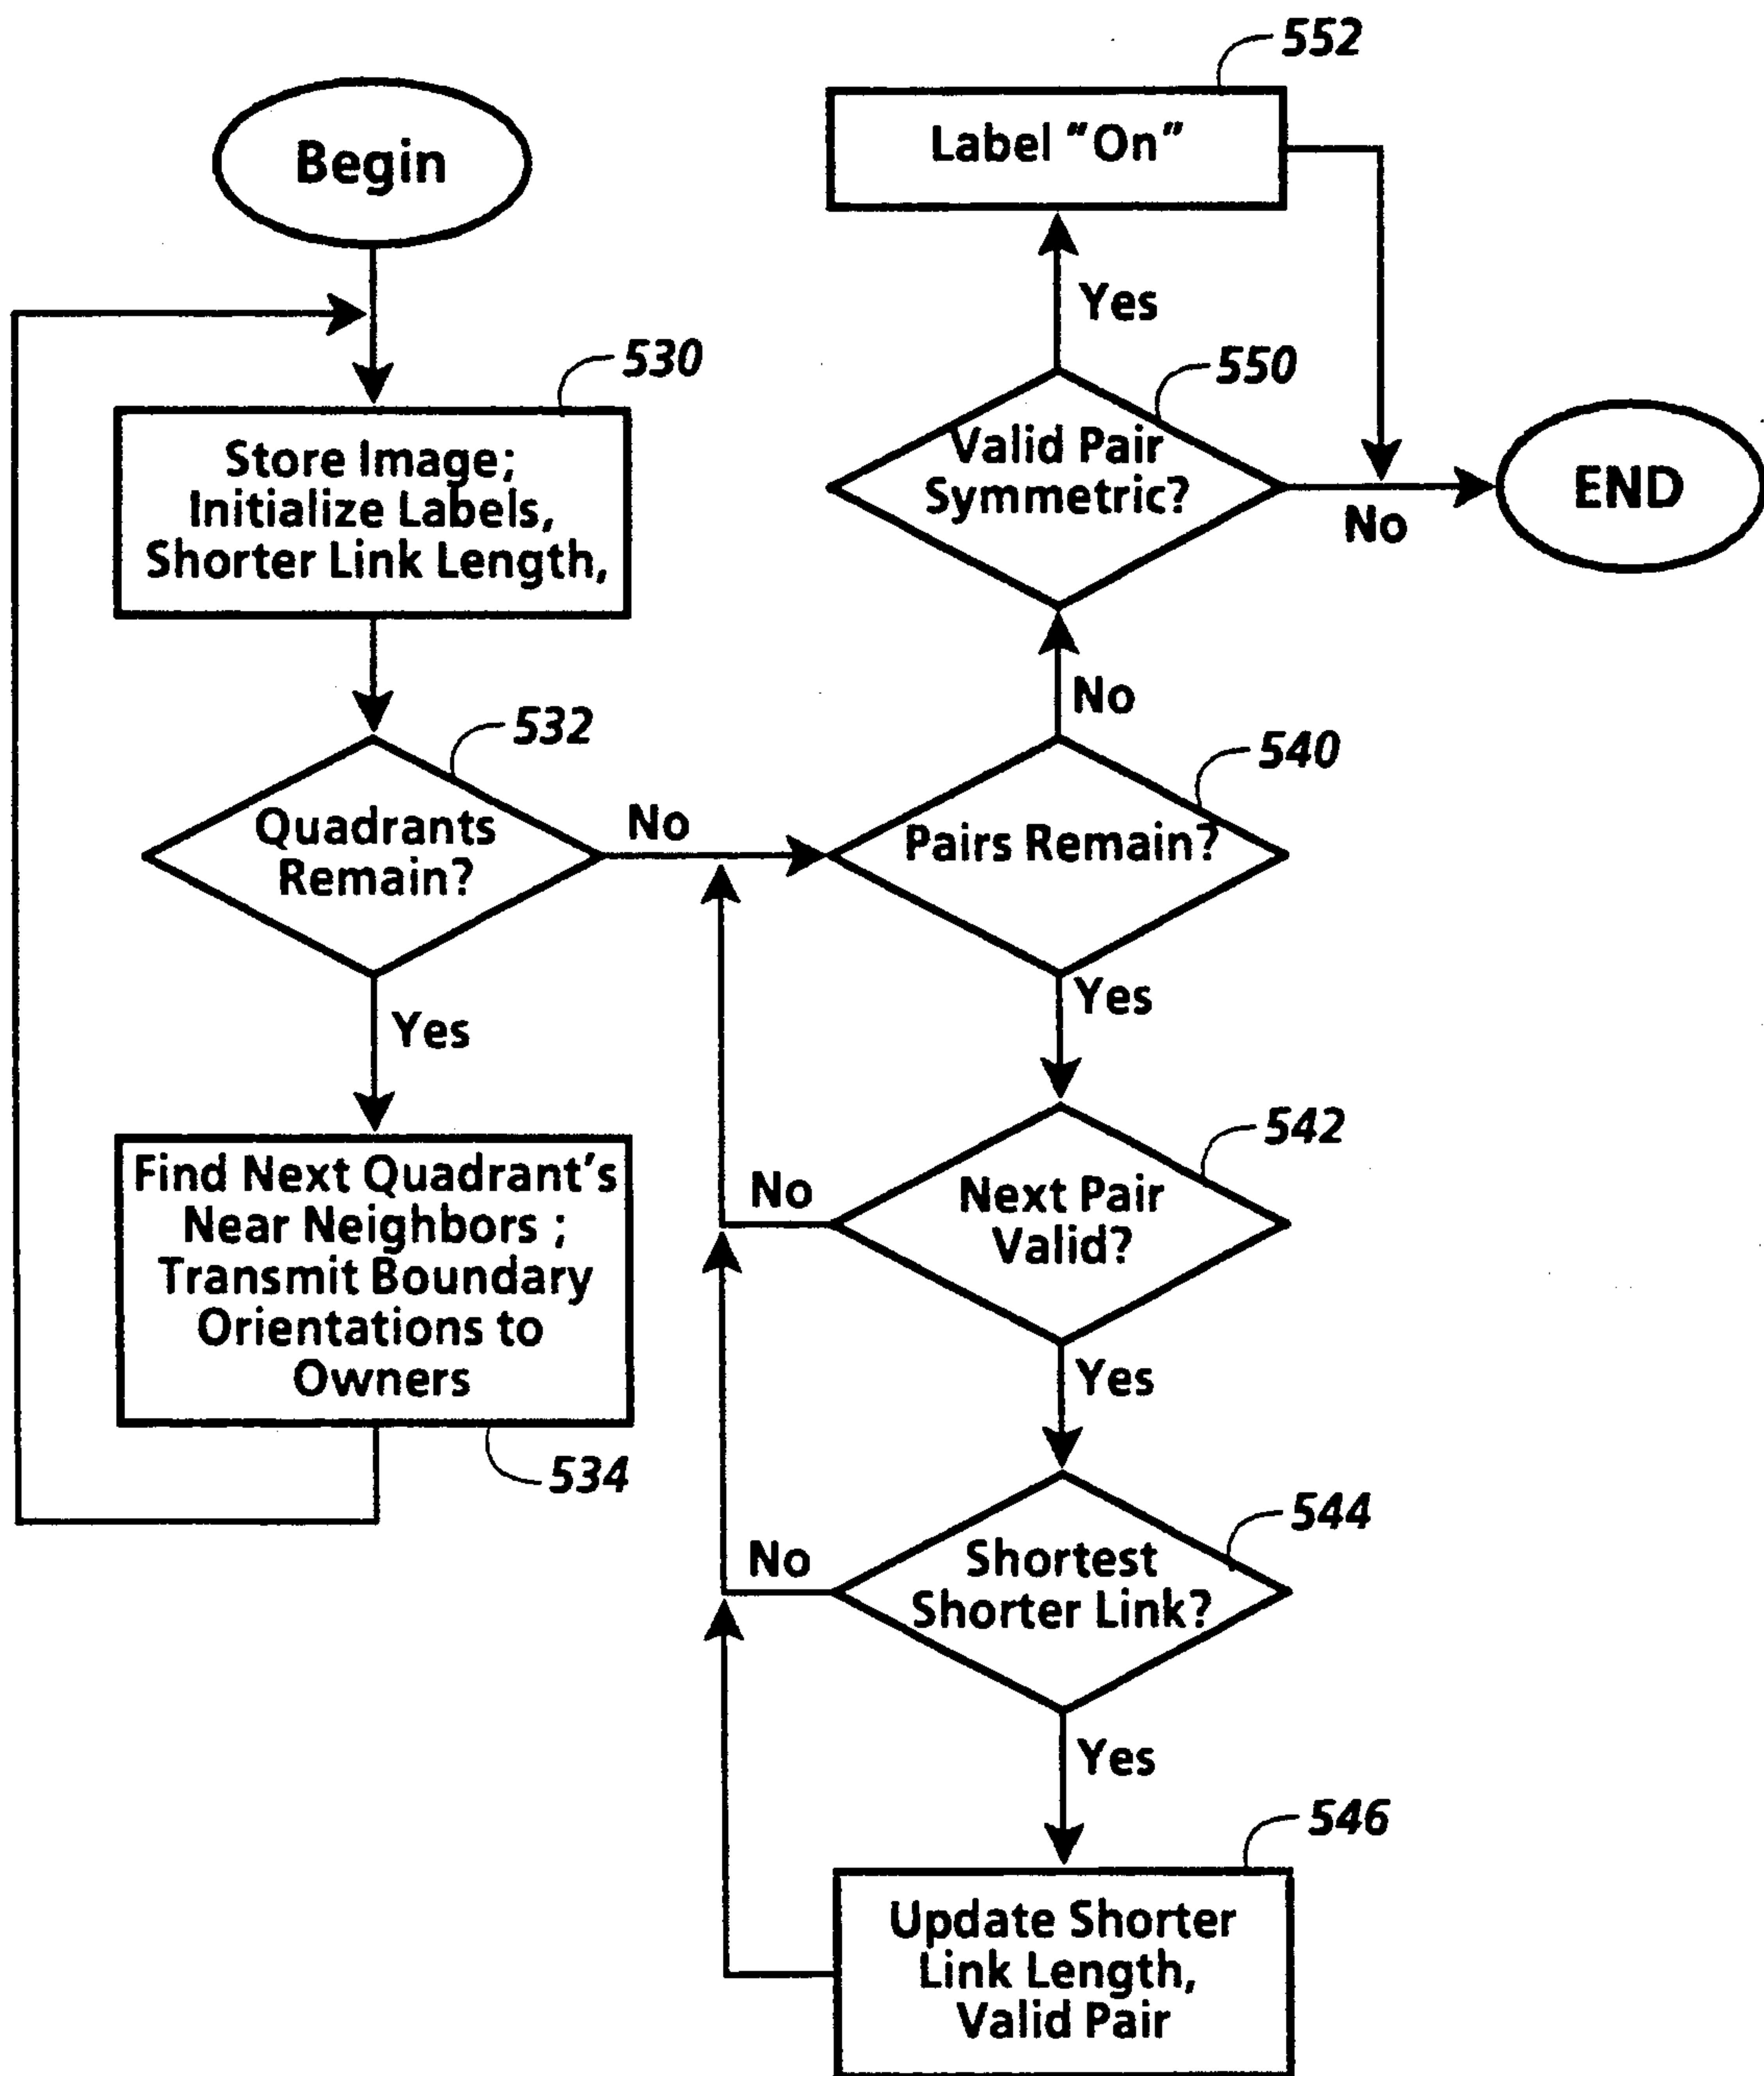 Begin
530
Store Image;
Initialize Labels,
Shorter Link Length,
532
Quadrants
Remain?
No
Yes
Find Next Quadrant's
Near Neighbors ;
Transmit Boundary
Orientations to
Owners
534
552
Label "On"
Yes
550
Valid Pair
Symmetric?
No
END
No
540
Pairs Remain?
Yes
542
Next Pair
Valid?
No
Yes
544
Shortest
Shorter Link?
No
Yes
546
Update Shorter
Link Length,
Valid Pair